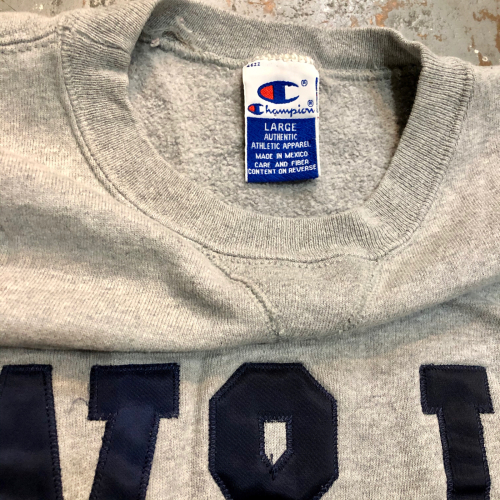 Champion
LARGE
AUTHENTIC
ATHLETIC APPAREL
MADE IN MEXICO
CARE AND FIBER
CONTENT ON REVERSE